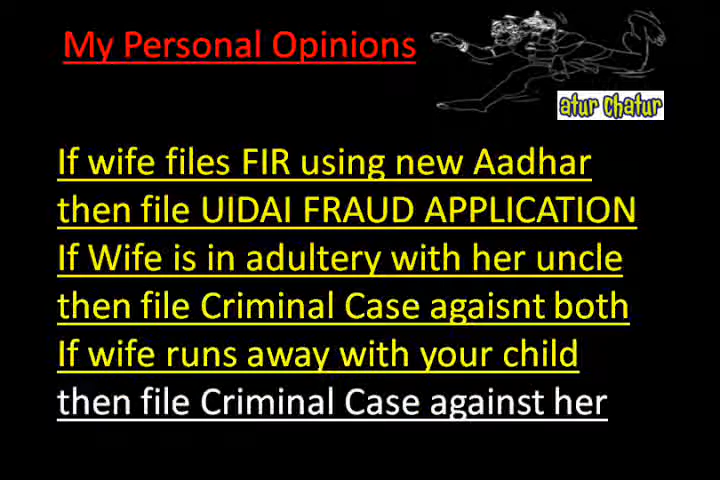 My Personal Opinions
atur chatur
If wife files FIR using new Aadhar
then file UIDAI FRAUD APPLICATION
If Wife is in adultery with her uncle
then file Criminal Case agaisnt both
If wife runs away with your child
then file Criminal Case against her